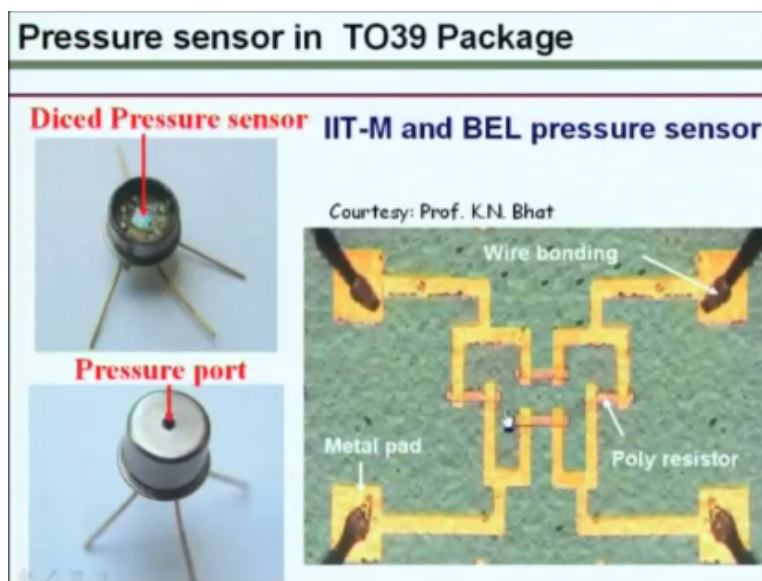 Pressure sensor in TO39 Package
Diced Pressure sensor
IIT-M and BEL pressure sensor
Courtesy: Prof. K.N. Bhat
Wire bonding
Pressure port
Metal pad
Poly resistor